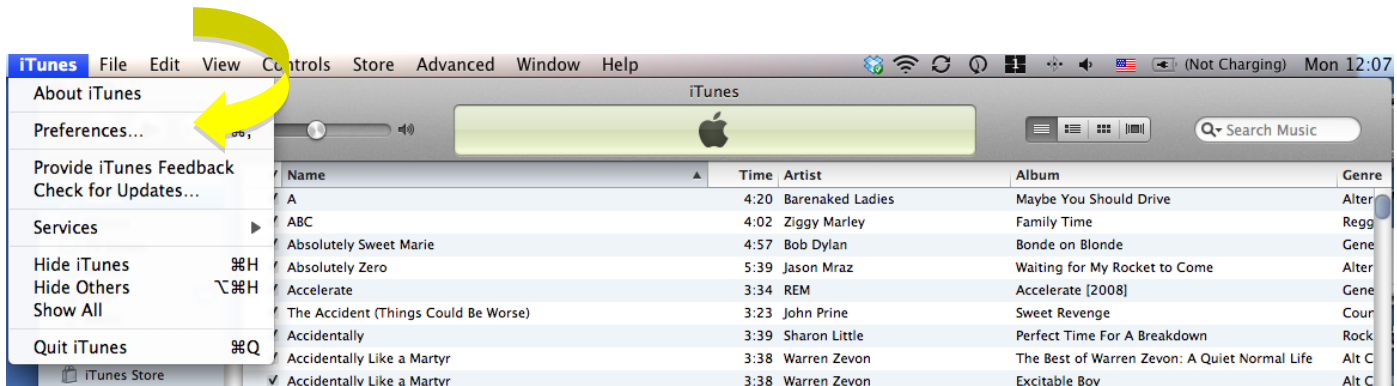 iTunes File Edit View Controls Store Advanced Window Help (Not Charging) Mon 12:07
About iTunes
iTunes
Preferences... ⌘,
Search Music
Provide iTunes Feedback
Name Time Artist Album Genre
Check for Updates...
A 4:20 Barenaked Ladies Maybe You Should Drive Alter
ABC 4:02 Ziggy Marley Family Time Regg
Services
Absolutely Sweet Marie 4:57 Bob Dylan Bonde on Blonde Gene
Hide iTunes ⌘H
Absolutely Zero 5:39 Jason Mraz Waiting for My Rocket to Come Alter
Hide Others ⌥⌘H
Accelerate 3:34 REM Accelerate [2008] Gene
Show All
The Accident (Things Could Be Worse) 3:23 John Prine Sweet Revenge Coun
Accidentally 3:39 Sharon Little Perfect Time For A Breakdown Rock
Quit iTunes ⌘Q
Accidentally Like a Martyr 3:38 Warren Zevon The Best of Warren Zevon: A Quiet Normal Life Alt C
iTunes Store
Accidentally Like a Martyr 3:38 Warren Zevon Excitable Boy Alt C